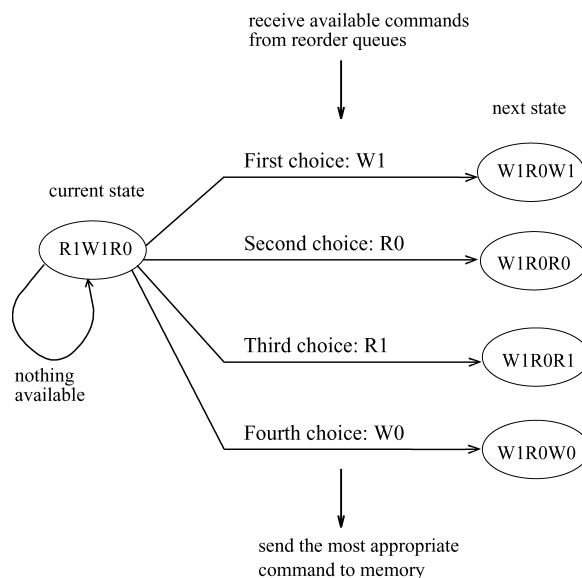 receive available commands
from reorder queues
next state
First choice: W1
W1R0W1
current state
R1W1R0
Second choice: R0
W1R0R0
Third choice: R1
W1R0R1
nothing
available
Fourth choice: W0
W1R0W0
send the most appropriate
command to memory